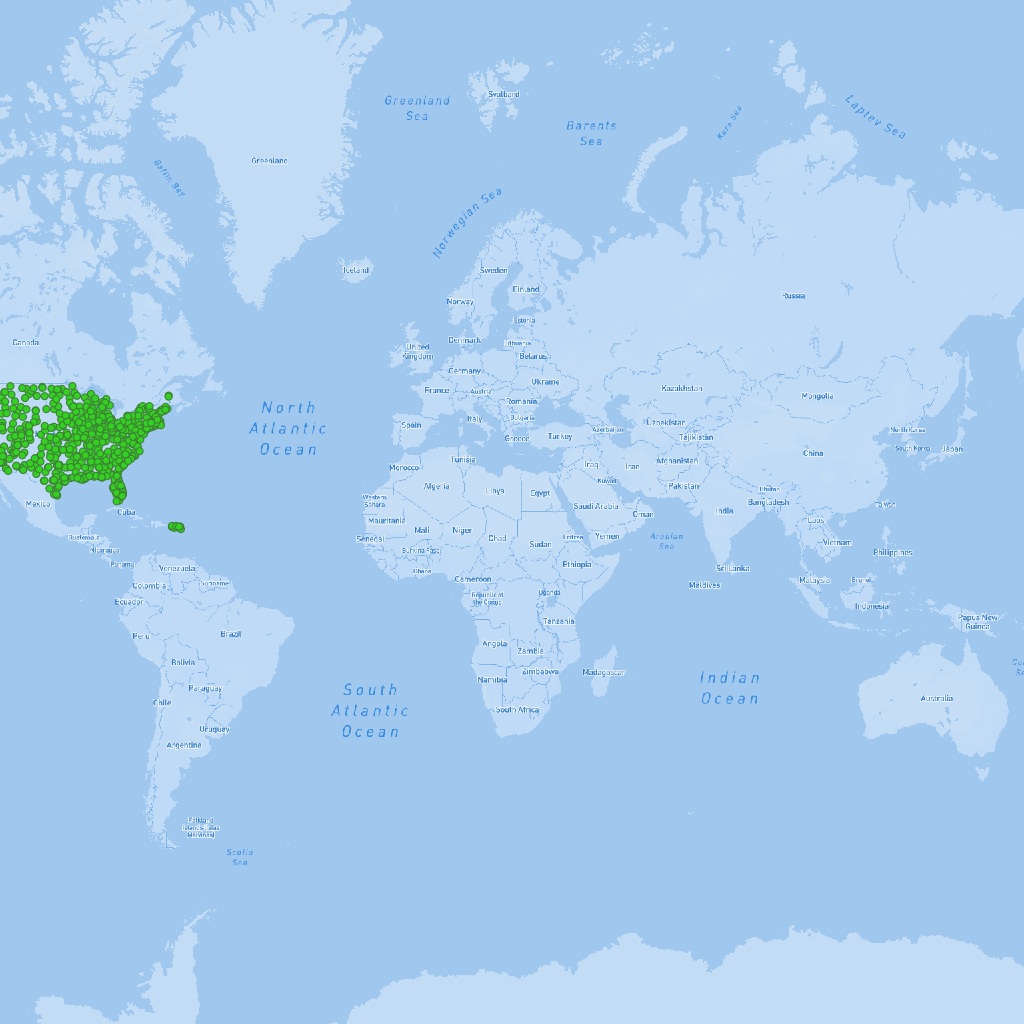 Greenland
Sea
Svalbard
Barents
Sea
Kara Sea
Laptev Sea
Baffin Bay
Greenland
Norwegian Sea
Iceland
Sweden
Finland
Norway
Russia
Estonia
Canada
United
Kingdom
Denmark
Lithuania
Belarus
Germany
Ukraine
France
Austria
Kazakhstan
Mongolia
Romania
North
Atlantic
Ocean
Spain
Italy
Bulgaria
Greece
Turkey
Azerbaijan
Uzbekistan
Tajikistan
North Korea
South Korea
Japan
China
Morocco
Tunisia
Iraq
Iran
Afghanistan
Kuwait
Pakistan
Algeria
Libya
Egypt
Western
Sahara
Saudi Arabia
Oman
India
Bhutan
Bangladesh
Taiwan
Mexico
Cuba
Mauritania
Mali
Niger
Chad
Sudan
Eritrea
Yemen
Arabian
Sea
Laos
Vietnam
Philippines
Guatemala
Nicaragua
Panama
Senegal
Burkina Faso
Ghana
Cameroon
Ethiopia
Sri Lanka
Maldives
Malaysia
Brunei
Indonesia
Papua New
Guinea
Venezuela
Colombia
Suriname
Ecuador
Republic of
the Congo
Uganda
Tanzania
Peru
Brazil
Bolivia
Paraguay
Chile
Uruguay
Argentina
Angola
Zambia
Zimbabwe
Namibia
Madagascar
South Africa
South
Atlantic
Ocean
Indian
Ocean
Australia
Falkland
Islands (Islas
Malvinas)
Scotia
Sea